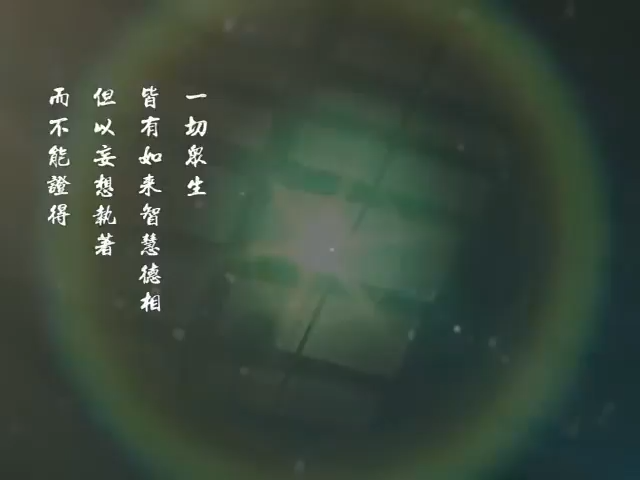 一切眾生
皆有如来智慧德相
但以妄想執著
而不能證得